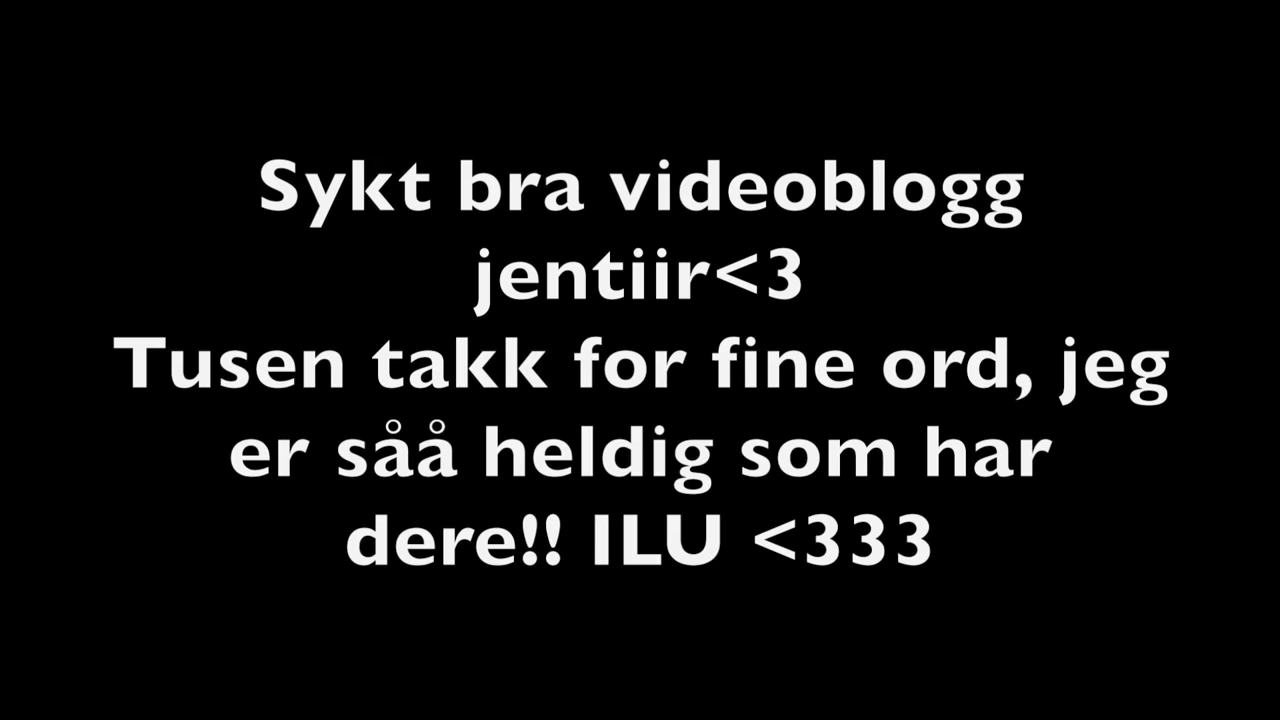 Sykt bra videoblogg
jentiir<3
Tusen takk for fine ord, jeg
er såå heldig som har
dere!! ILU <333